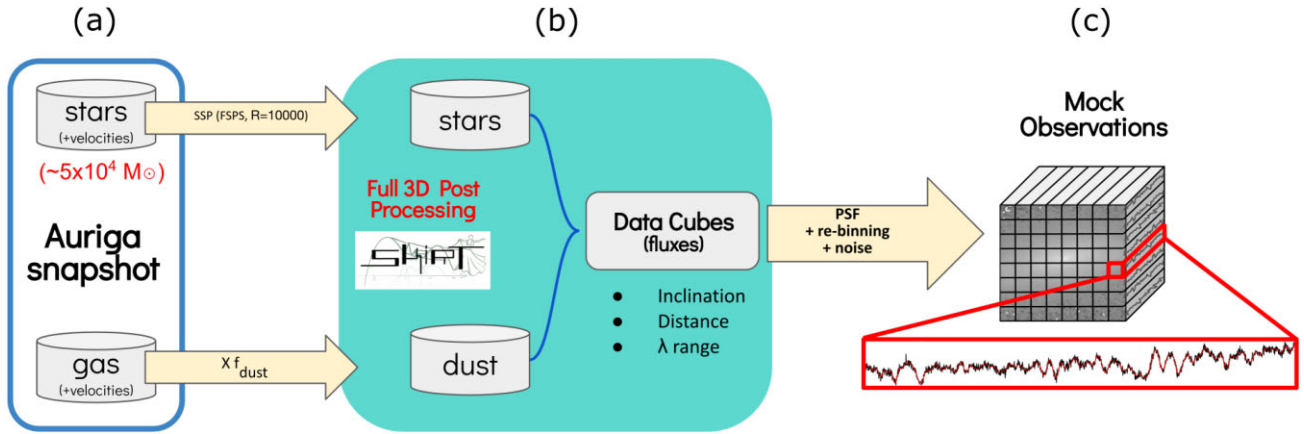 (a)
(b)
(c)
stars
(+velocities)
(~5x10⁴ M⊙)
Auriga
snapshot
gas
(+velocities)
SSP (FSPS, R=10000)
X f_dust
stars
Full 3D Post
Processing
SKIRT
dust
Data Cubes
(fluxes)
● Inclination
● Distance
● λ range
PSF
+ re-binning
+ noise
Mock
Observations